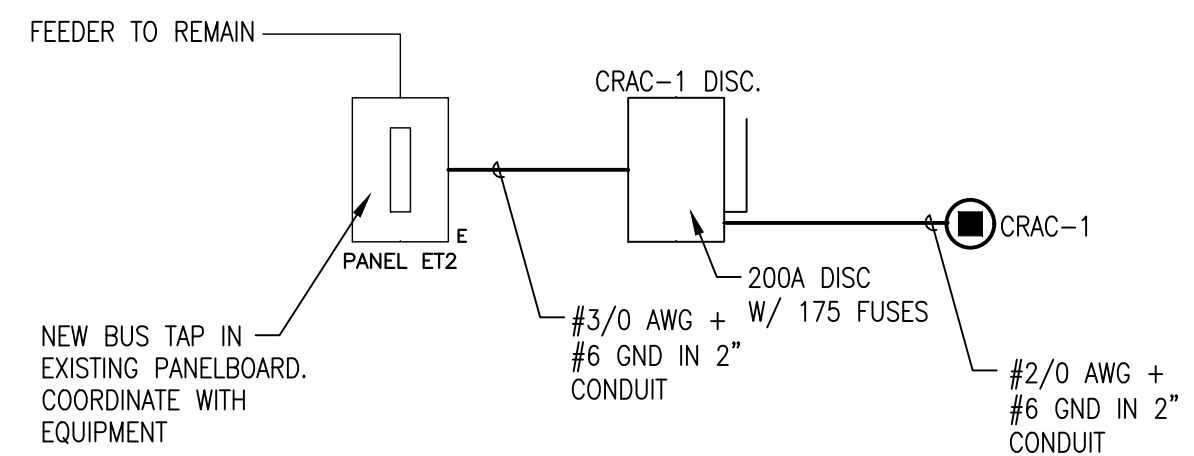 FEEDER TO REMAIN
CRAC-1 DISC.
E
PANEL ET2
CRAC-1
200A DISC
W/ 175 FUSES
NEW BUS TAP IN
EXISTING PANELBOARD.
COORDINATE WITH
EQUIPMENT
#3/0 AWG +
#6 GND IN 2"
CONDUIT
#2/0 AWG +
#6 GND IN 2"
CONDUIT